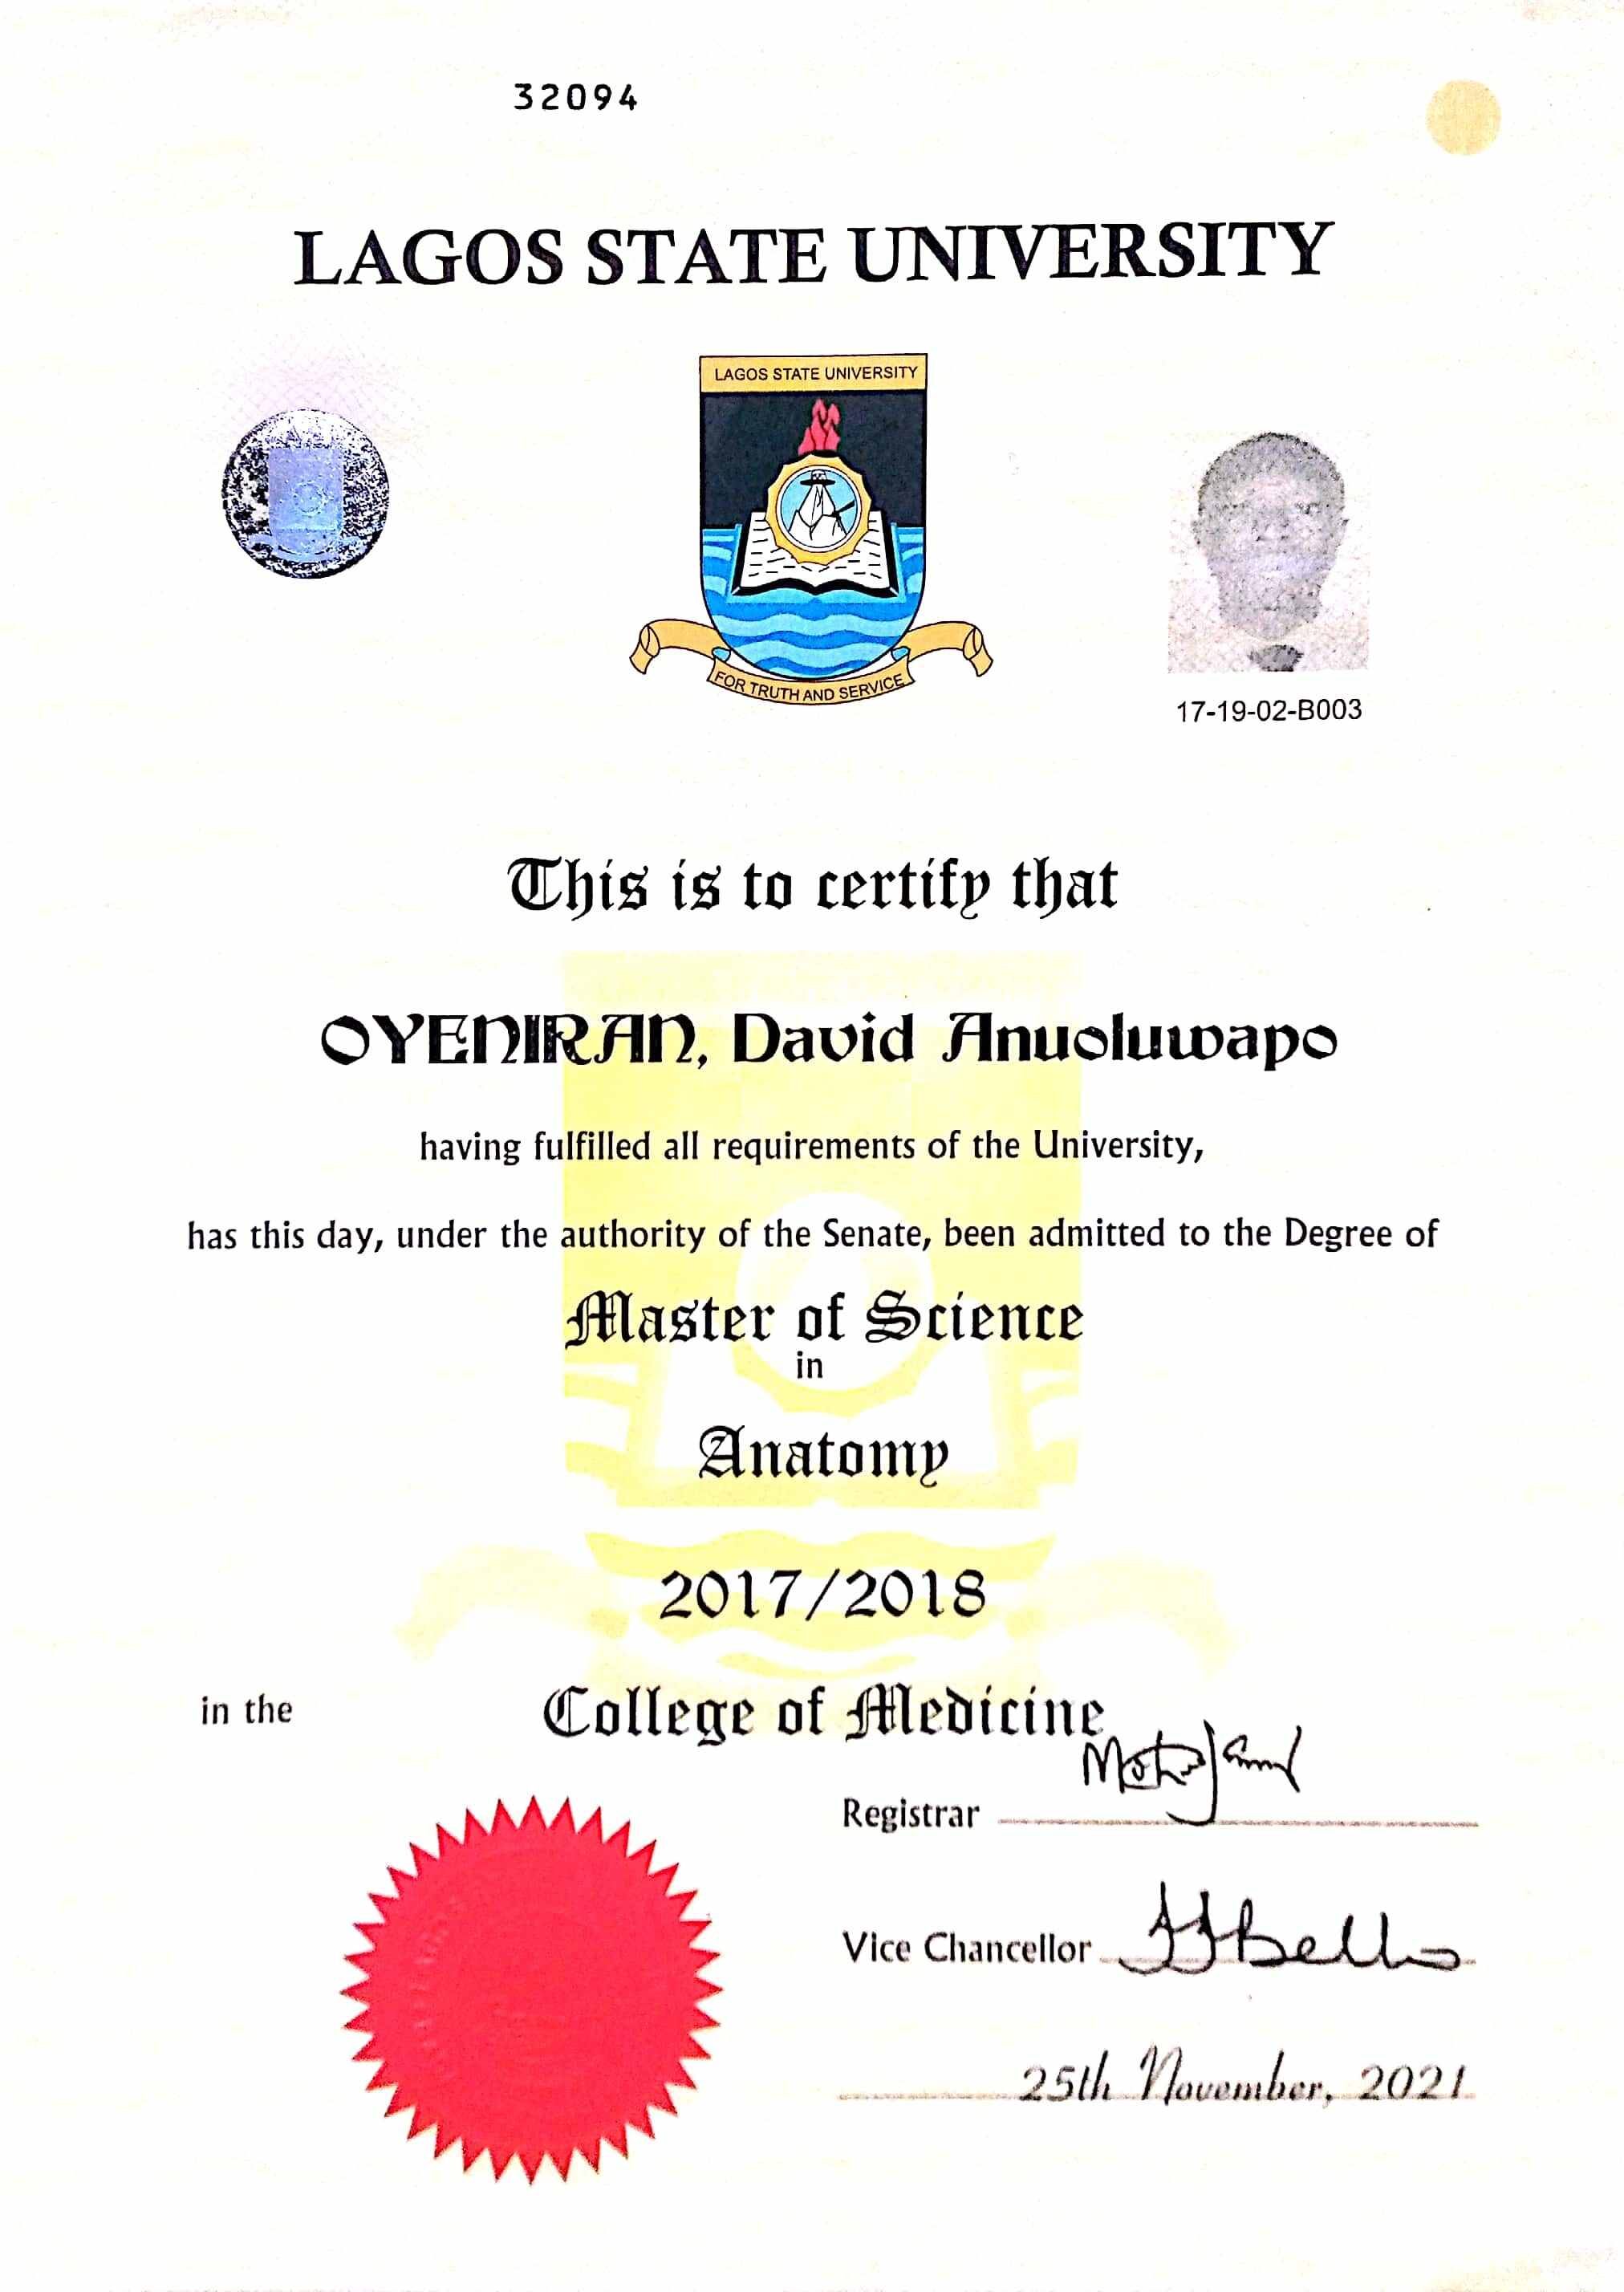 32094
LAGOS STATE UNIVERSITY
LAGOS STATE UNIVERSITY
FOR TRUTH AND SERVICE
17-19-02-B003
This is to certify that
OYENIRAN, David Anuoluwapo
having fulfilled all requirements of the University,
has this day, under the authority of the Senate, been admitted to the Degree of
Master of Science
in
Anatomy
2017/2018
in the College of Medicine
Registrar
Vice Chancellor Bello
25th November, 2021